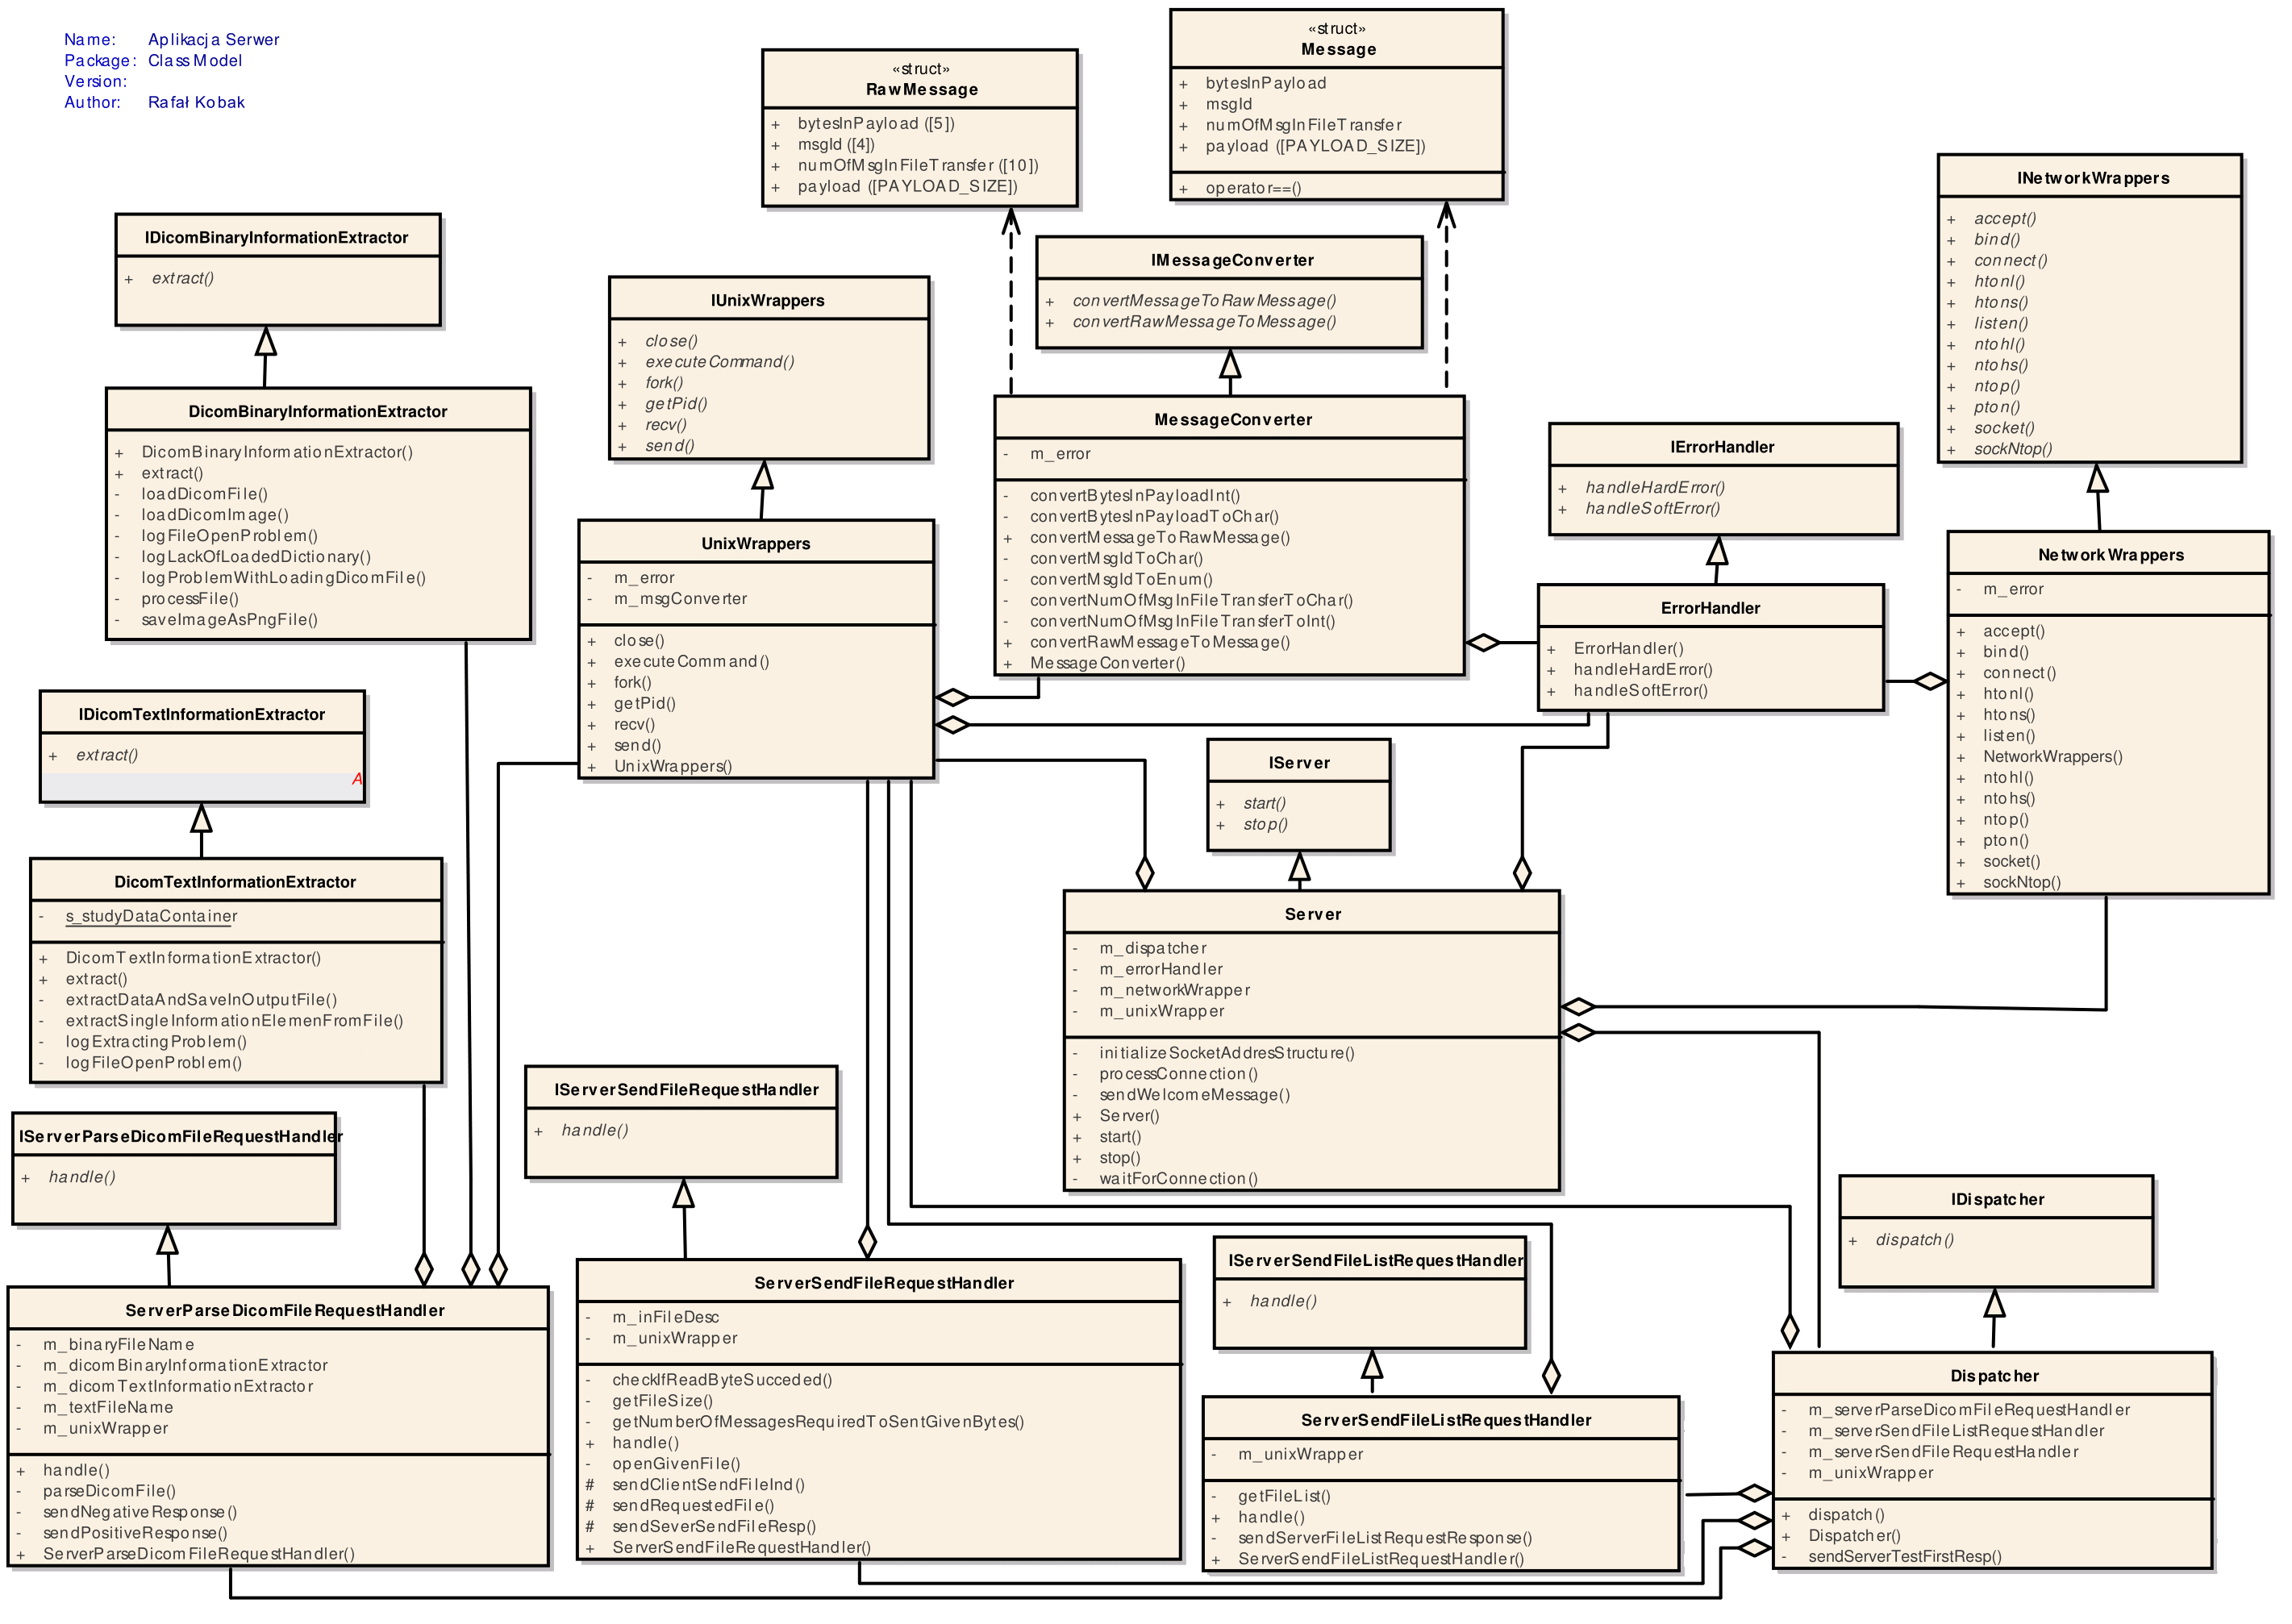 Name: Aplikacja Serwer
Package: Class Model
Version:
Author: Rafał Kobak
«struct»
RawMessage
+ bytesInPayload ([5])
+ msgId ([4])
+ numOfMsgInFileTransfer ([10])
+ payload ([PAYLOAD_SIZE])
«struct»
Message
+ bytesInPayload
+ msgId
+ numOfMsgInFileTransfer
+ payload ([PAYLOAD_SIZE])
+ operator==()
INetworkWrappers
+ accept()
+ bind()
+ connect()
+ htonl()
+ htons()
+ listen()
+ ntohl()
+ ntohs()
+ ntop()
+ pton()
+ socket()
+ sockNtop()
IDicomBinaryInformationExtractor
+ extract()
IUnixWrappers
+ close()
+ executeCommand()
+ fork()
+ getPid()
+ recv()
+ send()
IMessageConverter
+ convertMessageToRawMessage()
+ convertRawMessageToMessage()
DicomBinaryInformationExtractor
+ DicomBinaryInformationExtractor()
+ extract()
- loadDicomFile()
- loadDicomImage()
- logFileOpenProblem()
- logLackOfLoadedDictionary()
- logProblemWithLoadingDicomFile()
- processFile()
- saveImageAsPngFile()
UnixWrappers
- m_error
- m_msgConverter
+ close()
+ executeCommand()
+ fork()
+ getPid()
+ recv()
+ send()
+ UnixWrappers()
MessageConverter
- m_error
- convertBytesInPayloadInt()
- convertBytesInPayloadToChar()
+ convertMessageToRawMessage()
- convertMsgIdToChar()
- convertMsgIdToEnum()
- convertNumOfMsgInFileTransferToChar()
- convertNumOfMsgInFileTransferToInt()
+ convertRawMessageToMessage()
+ MessageConverter()
IErrorHandler
+ handleHardError()
+ handleSoftError()
ErrorHandler
+ ErrorHandler()
+ handleHardError()
+ handleSoftError()
NetworkWrappers
- m_error
+ accept()
+ bind()
+ connect()
+ htonl()
+ htons()
+ listen()
+ NetworkWrappers()
+ ntohl()
+ ntohs()
+ ntop()
+ pton()
+ socket()
+ sockNtop()
IDicomTextInformationExtractor
+ extract()
A
DicomTextInformationExtractor
- s_studyDataContainer
+ DicomTextInformationExtractor()
+ extract()
- extractDataAndSaveInOutputFile()
- extractSingleInformationElemenFromFile()
- logExtractingProblem()
- logFileOpenProblem()
IServer
+ start()
+ stop()
Server
- m_dispatcher
- m_errorHandler
- m_networkWrapper
- m_unixWrapper
- initializeSocketAddresStructure()
- processConnection()
- sendWelcomeMessage()
+ Server()
+ start()
+ stop()
- waitForConnection()
IServerParseDicomFileRequestHandler
+ handle()
IServerSendFileRequestHandler
+ handle()
IServerSendFileListRequestHandler
+ handle()
IDispatcher
+ dispatch()
ServerParseDicomFileRequestHandler
- m_binaryFileName
- m_dicomBinaryInformationExtractor
- m_dicomTextInformationExtractor
- m_textFileName
- m_unixWrapper
+ handle()
- parseDicomFile()
- sendNegativeResponse()
- sendPositiveResponse()
+ ServerParseDicomFileRequestHandler()
ServerSendFileRequestHandler
- m_inFileDesc
- m_unixWrapper
- checkIfReadByteSucceded()
- getFileSize()
- getNumberOfMessagesRequiredToSentGivenBytes()
+ handle()
- openGivenFile()
# sendClientSendFileInd()
# sendRequestedFile()
# sendSeverSendFileResp()
+ ServerSendFileRequestHandler()
ServerSendFileListRequestHandler
- m_unixWrapper
- getFileList()
+ handle()
- sendServerFileListRequestResponse()
+ ServerSendFileListRequestHandler()
Dispatcher
- m_serverParseDicomFileRequestHandler
- m_serverSendFileListRequestHandler
- m_serverSendFileRequestHandler
- m_unixWrapper
+ dispatch()
+ Dispatcher()
- sendServerTestFirstResp()